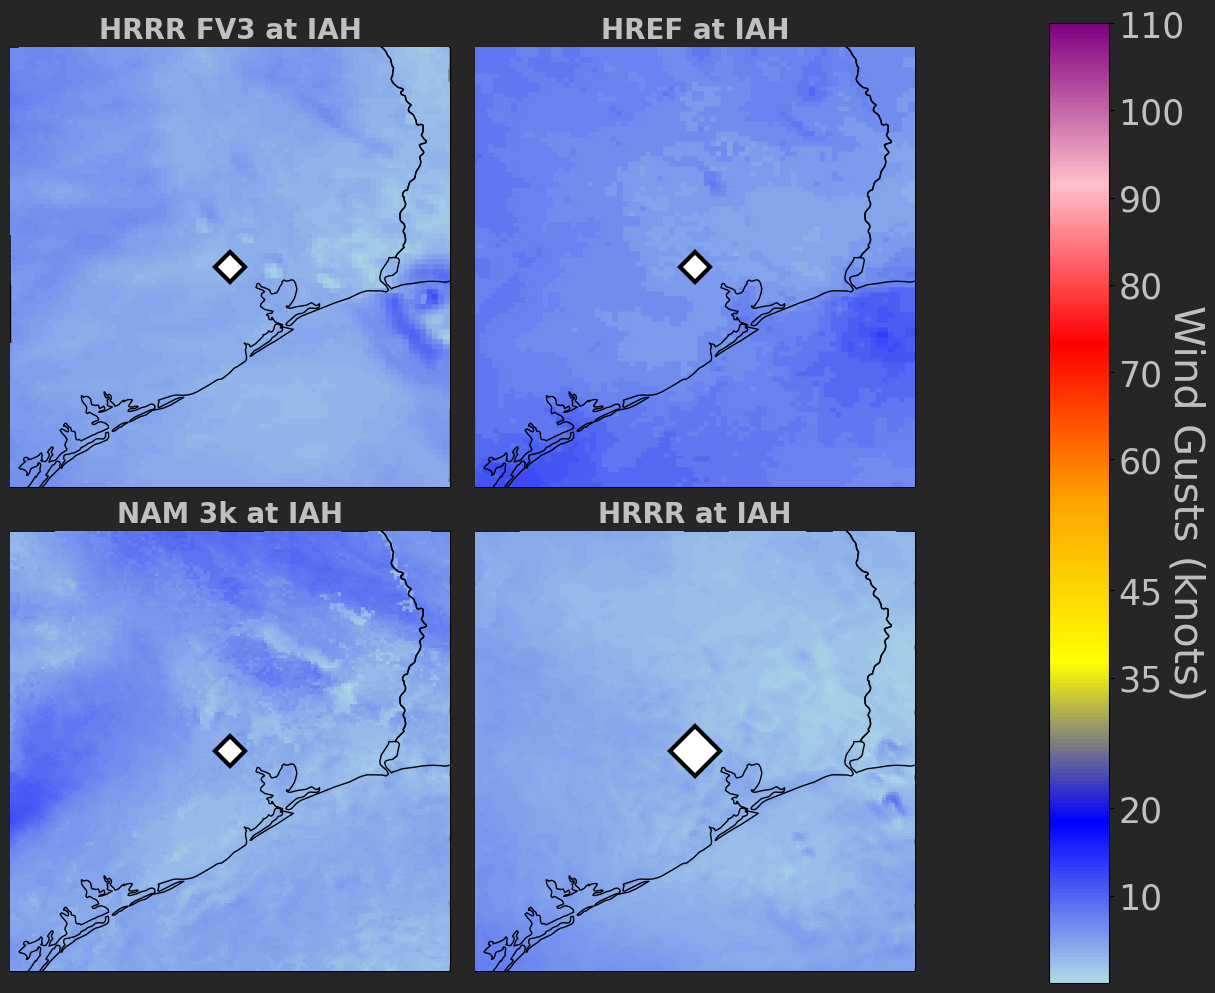 HRRR FV3 at IAH
HREF at IAH
NAM 3k at IAH
HRRR at IAH
110
100
90
80
70
60
45
35
20
10
Wind Gusts (knots)